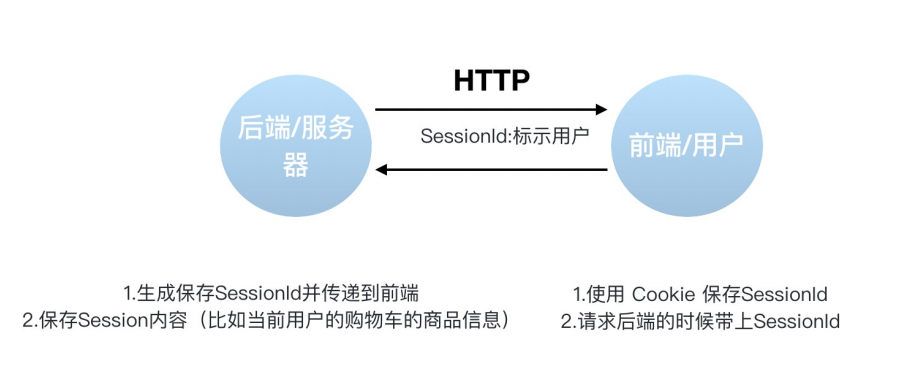 HTTP
后端/服务
器
SessionId:标示用户
前端/用户
1.生成保存SessionId并传递到前端
2.保存Session内容（比如当前用户的购物车的商品信息）
1.使用 Cookie 保存SessionId
2.请求后端的时候带上SessionId